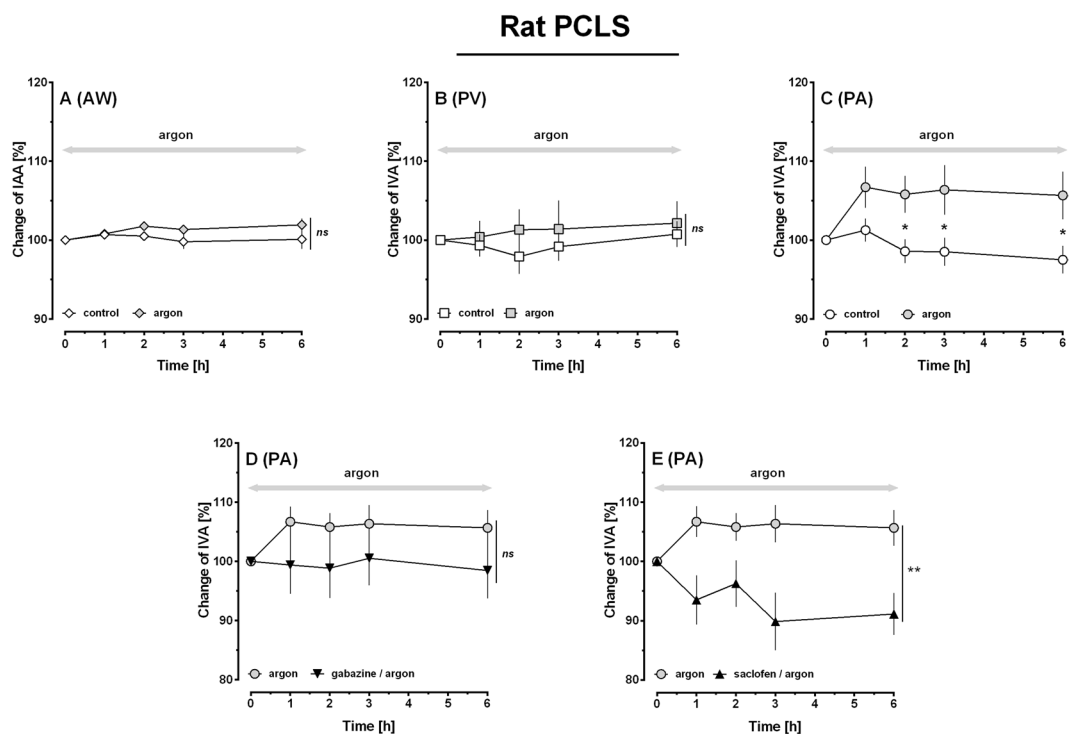 Rat PCLS
A (AW)
argon
Change of IAA [%]
120
110
100
90
ns
control argon
0 1 2 3 4 5 6
Time [h]
B (PV)
argon
Change of IVA [%]
120
110
100
90
ns
control argon
0 1 2 3 4 5 6
Time [h]
C (PA)
argon
Change of IVA [%]
120
110
100
90
* * *
control argon
0 1 2 3 4 5 6
Time [h]
D (PA)
argon
Change of IVA [%]
120
110
100
90
80
ns
argon gabazine / argon
0 1 2 3 4 5 6
Time [h]
E (PA)
argon
Change of IVA [%]
120
110
100
90
80
**
argon saclofen / argon
0 1 2 3 4 5 6
Time [h]